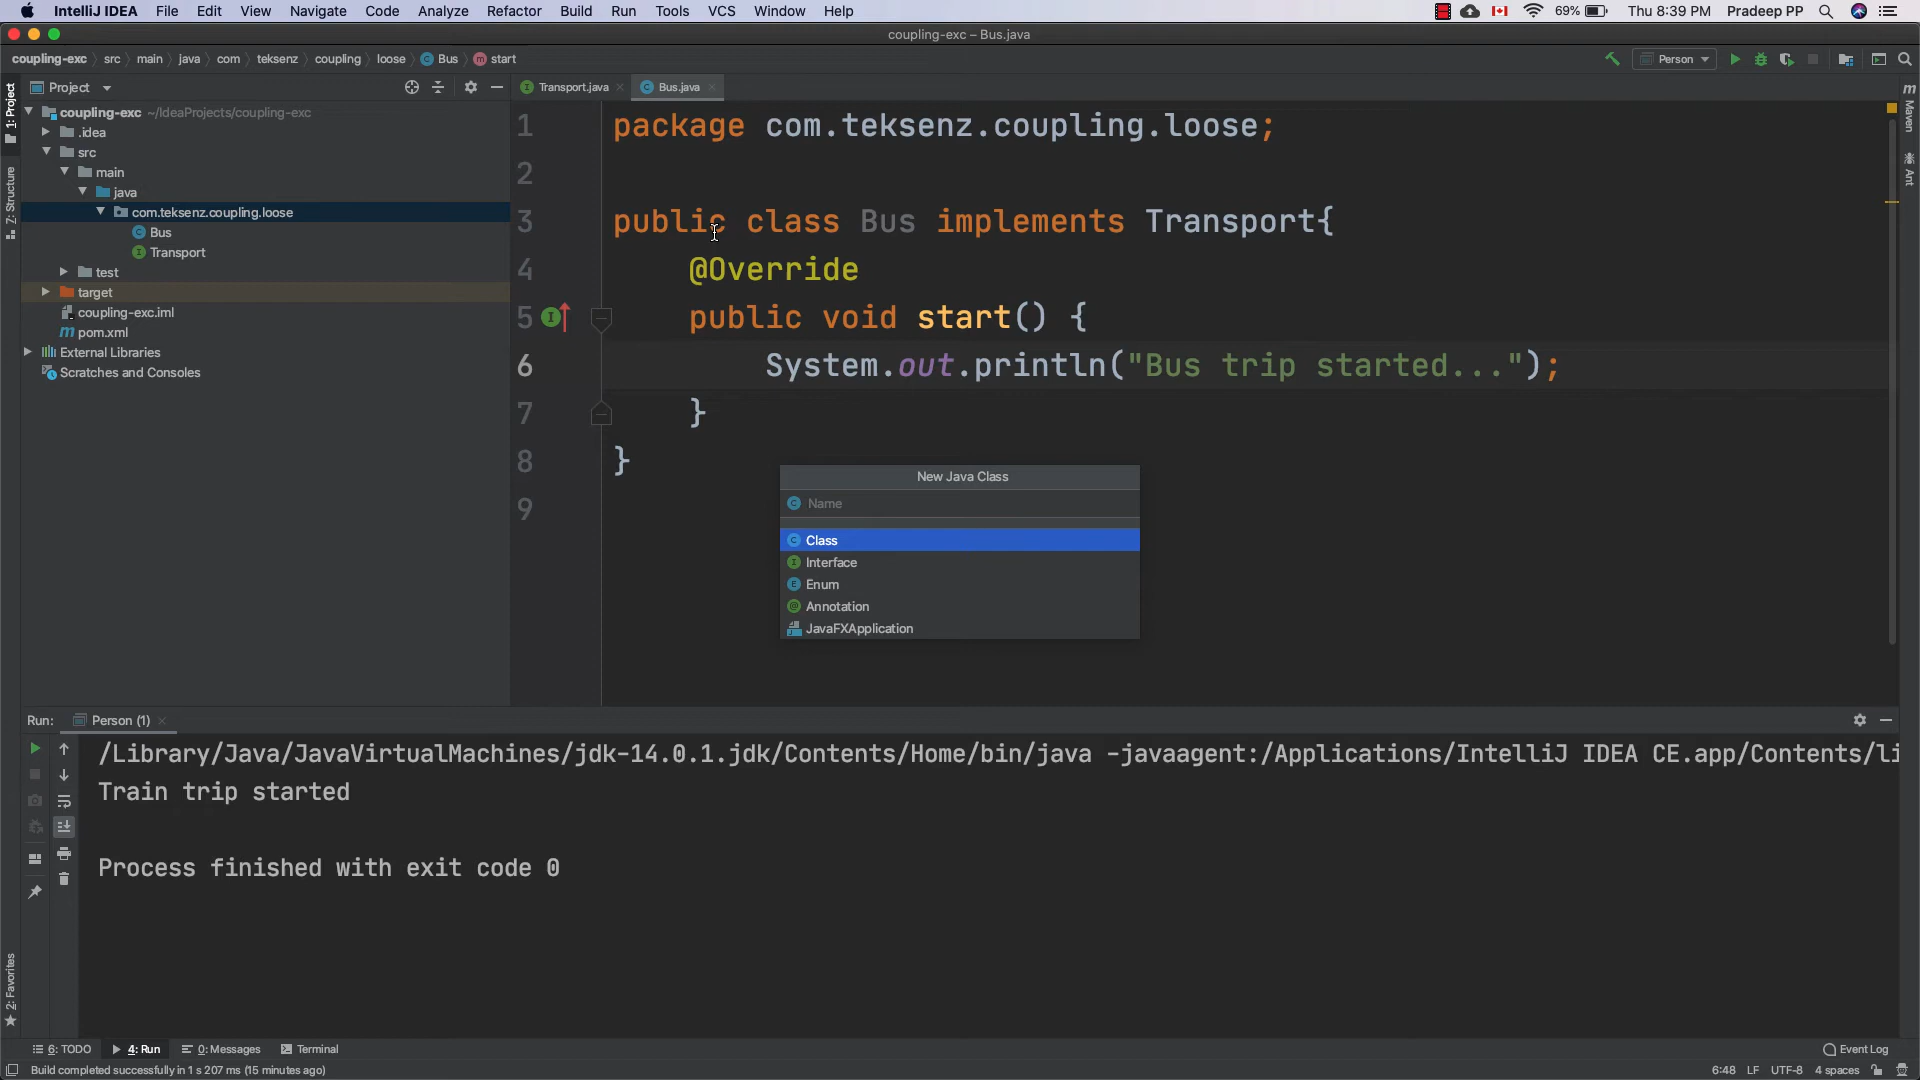 IntelliJ IDEA File Edit View Navigate Code Analyze Refactor Build Run Tools VCS Window Help 69% Thu 8:39 PM Pradeep PP
coupling-exc – Bus.java
coupling-exc src main java com teksenz coupling loose Bus start Person
Project Transport.java Bus.java
1: Project
7: Structure
2: Favorites
Maven
Ant
coupling-exc ~/IdeaProjects/coupling-exc
.idea
src
main
java
com.teksenz.coupling.loose
Bus
Transport
test
target
coupling-exc.iml
pom.xml
External Libraries
Scratches and Consoles
1 package com.teksenz.coupling.loose;
2
3 public class Bus implements Transport{
4 @Override
5 public void start() {
6 System.out.println("Bus trip started...");
7 }
8 }
9
New Java Class
Name
Class
Interface
Enum
Annotation
JavaFXApplication
Run: Person (1)
/Library/Java/JavaVirtualMachines/jdk-14.0.1.jdk/Contents/Home/bin/java -javaagent:/Applications/IntelliJ IDEA CE.app/Contents/li
Train trip started
Process finished with exit code 0
6: TODO 4: Run 0: Messages Terminal Event Log
Build completed successfully in 1 s 207 ms (15 minutes ago) 6:48 LF UTF-8 4 spaces